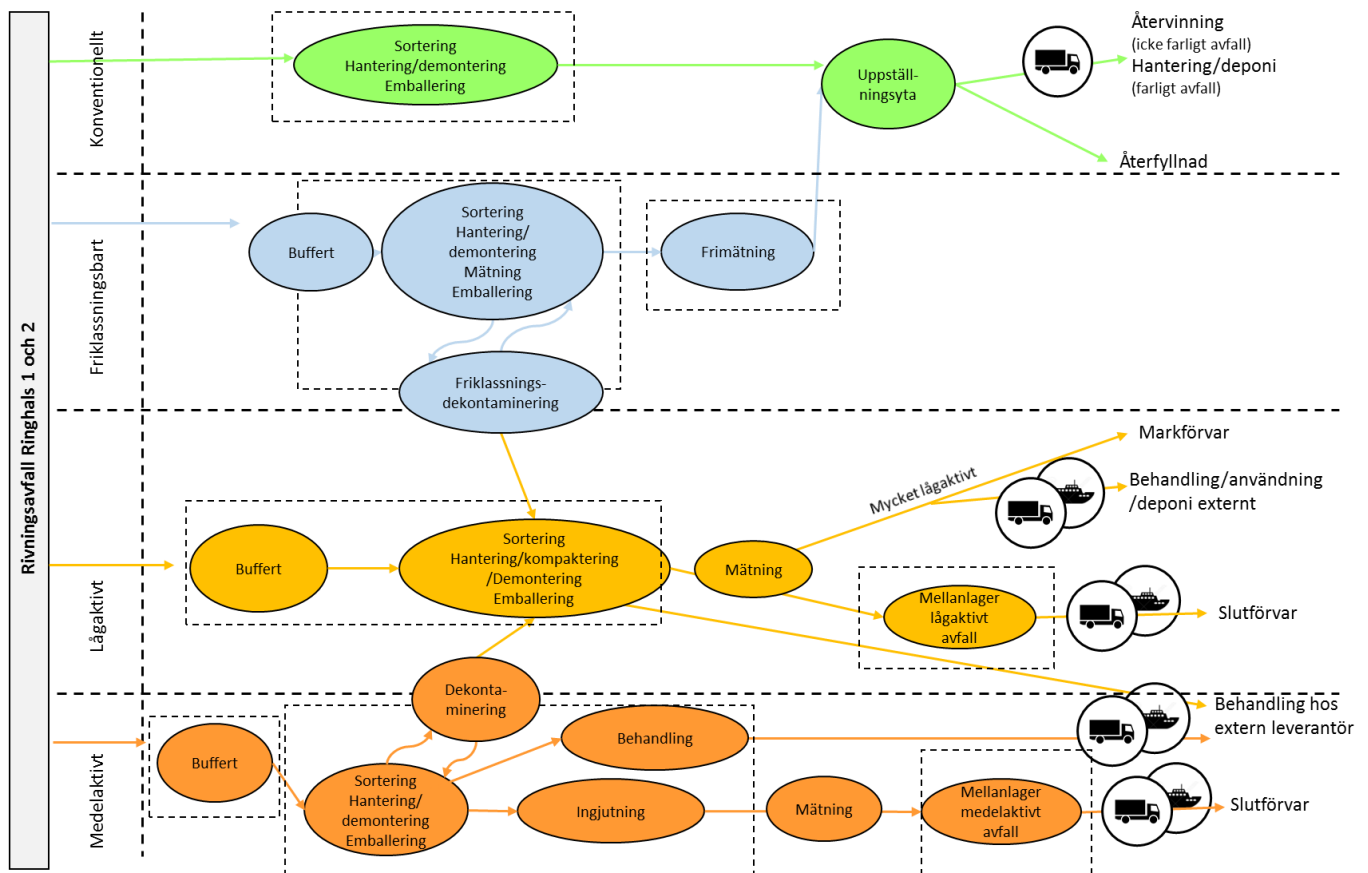 Rivningsavfall Ringhals 1 och 2
Konventionellt
Sortering
Hantering/demontering
Emballering
Uppställ-
ningsyta
Återvinning
(icke farligt avfall)
Hantering/deponi
(farligt avfall)
Återfyllnad
Friklassningsbart
Buffert
Sortering
Hantering/
demontering
Mätning
Emballering
Frimätning
Friklassnings-
dekontaminering
Lågaktivt
Buffert
Sortering
Hantering/kompaktering
/Demontering
Emballering
Mätning
Mycket lågaktivt
Markförvar
Behandling/användning
/deponi externt
Mellanlager
lågaktivt
avfall
Slutförvar
Medelaktivt
Buffert
Dekonta-
minering
Sortering
Hantering/
demontering
Emballering
Behandling
Behandling hos
extern leverantör
Ingjutning
Mätning
Mellanlager
medelaktivt
avfall
Slutförvar